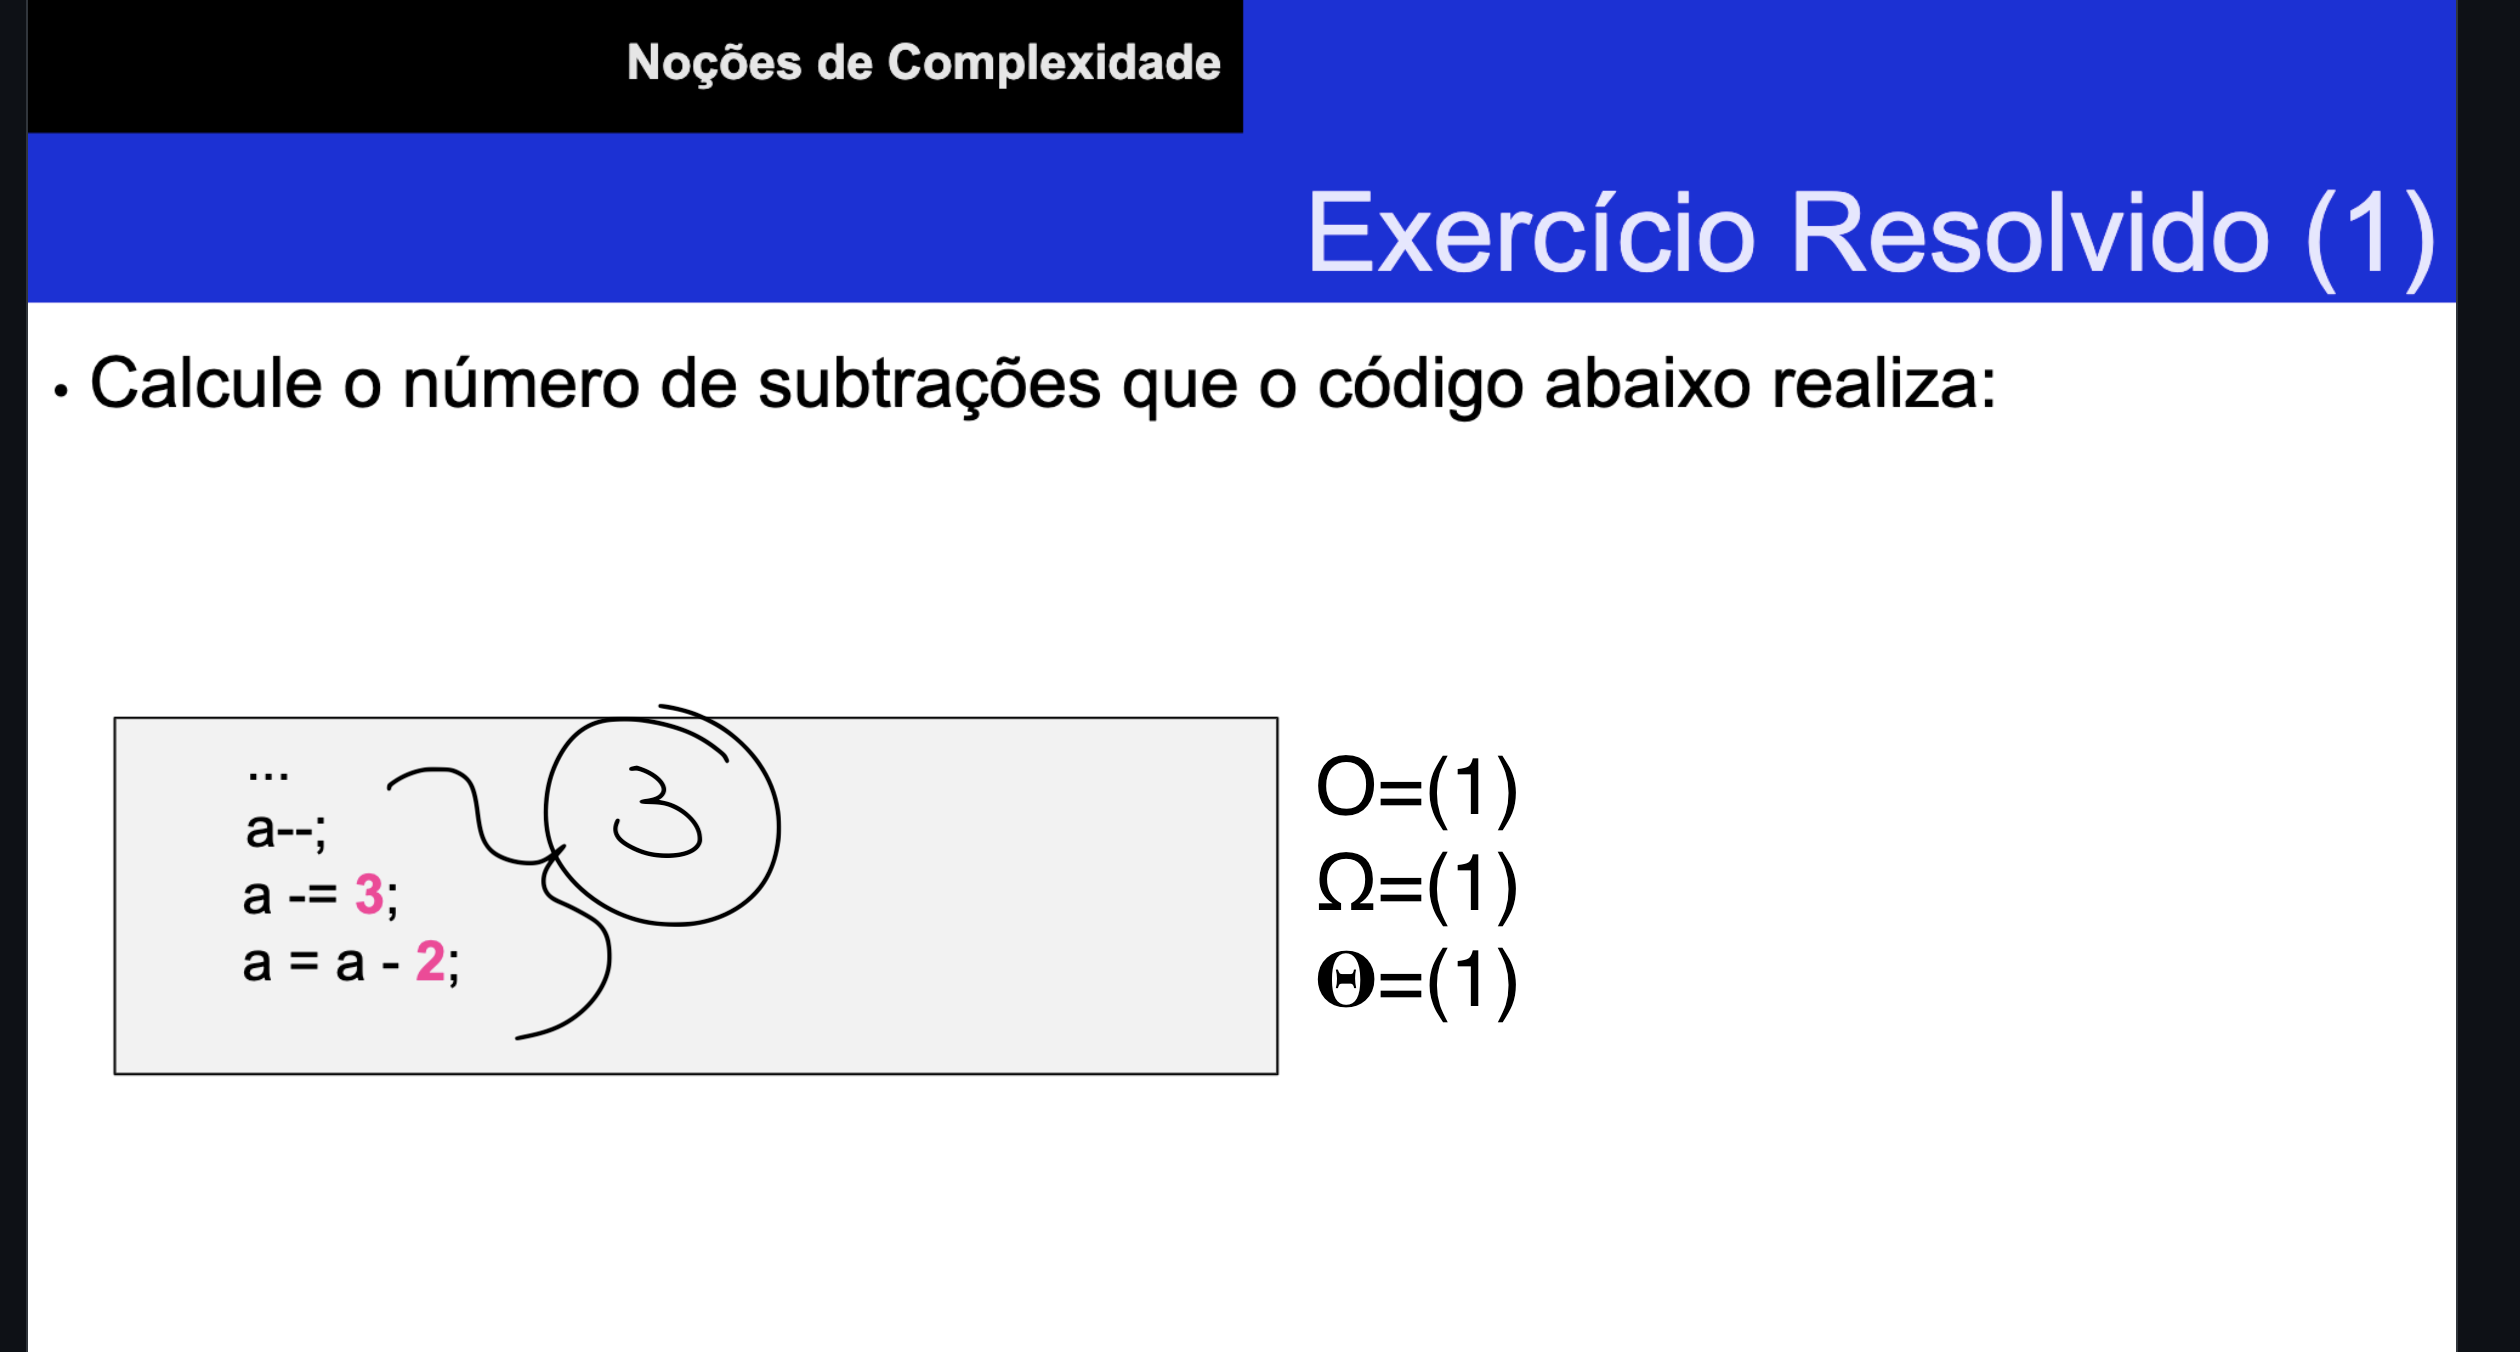 Noções de Complexidade
Exercício Resolvido (1)
• Calcule o número de subtrações que o código abaixo realiza:
...
a--;
a -= 3;
a = a - 2;
3
O=(1)
Ω=(1)
Θ=(1)